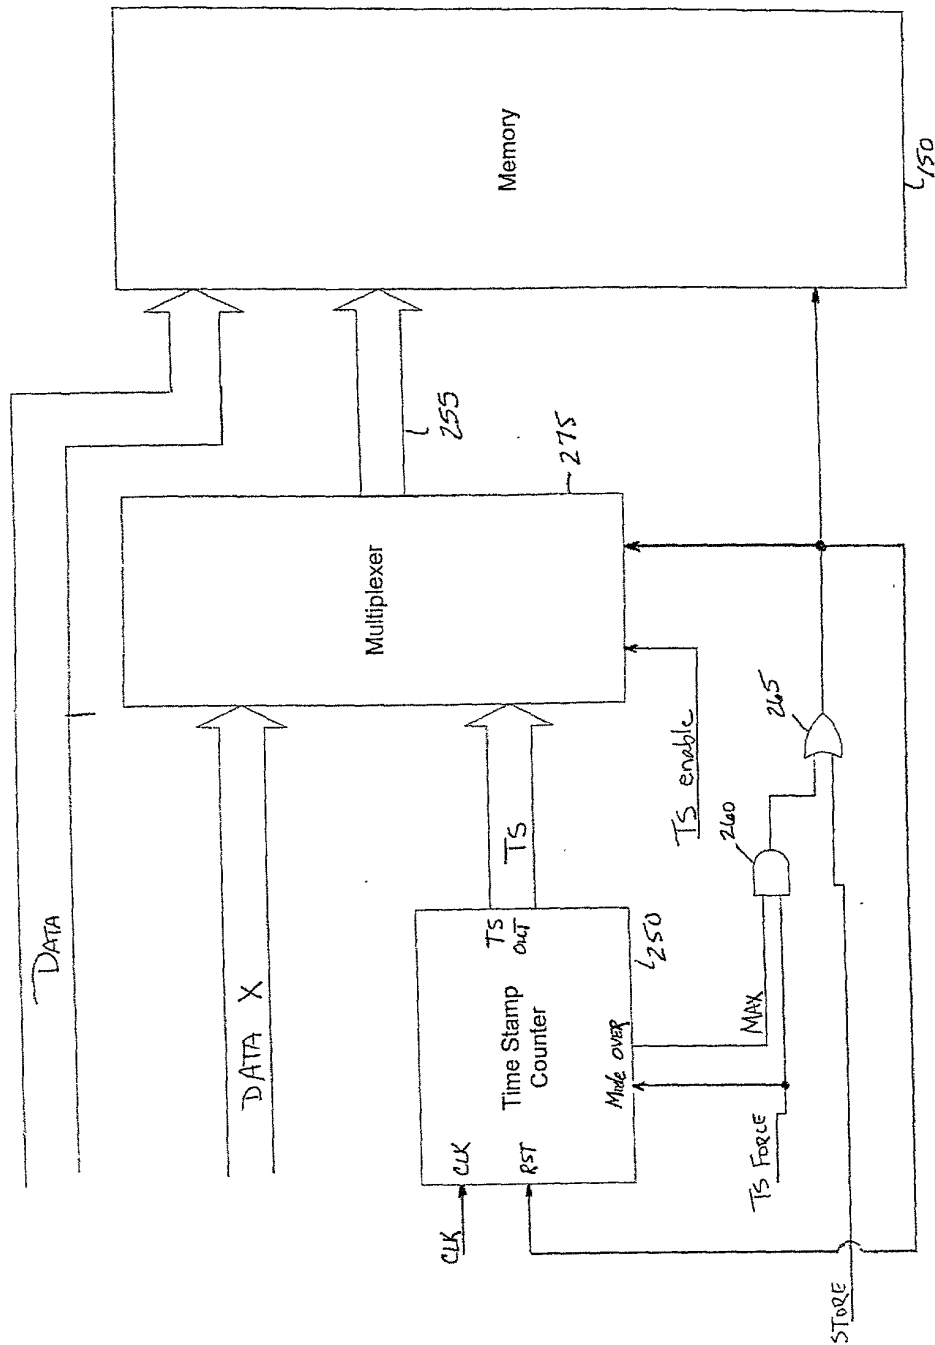 DATA
DATA X
CLK
CLK
RST
TS
OUT
Time Stamp
Counter
Mode
OVER
250
TS
Multiplexer
275
255
Memory
150
TS enable
MAX
TS FORCE
260
265
STORE